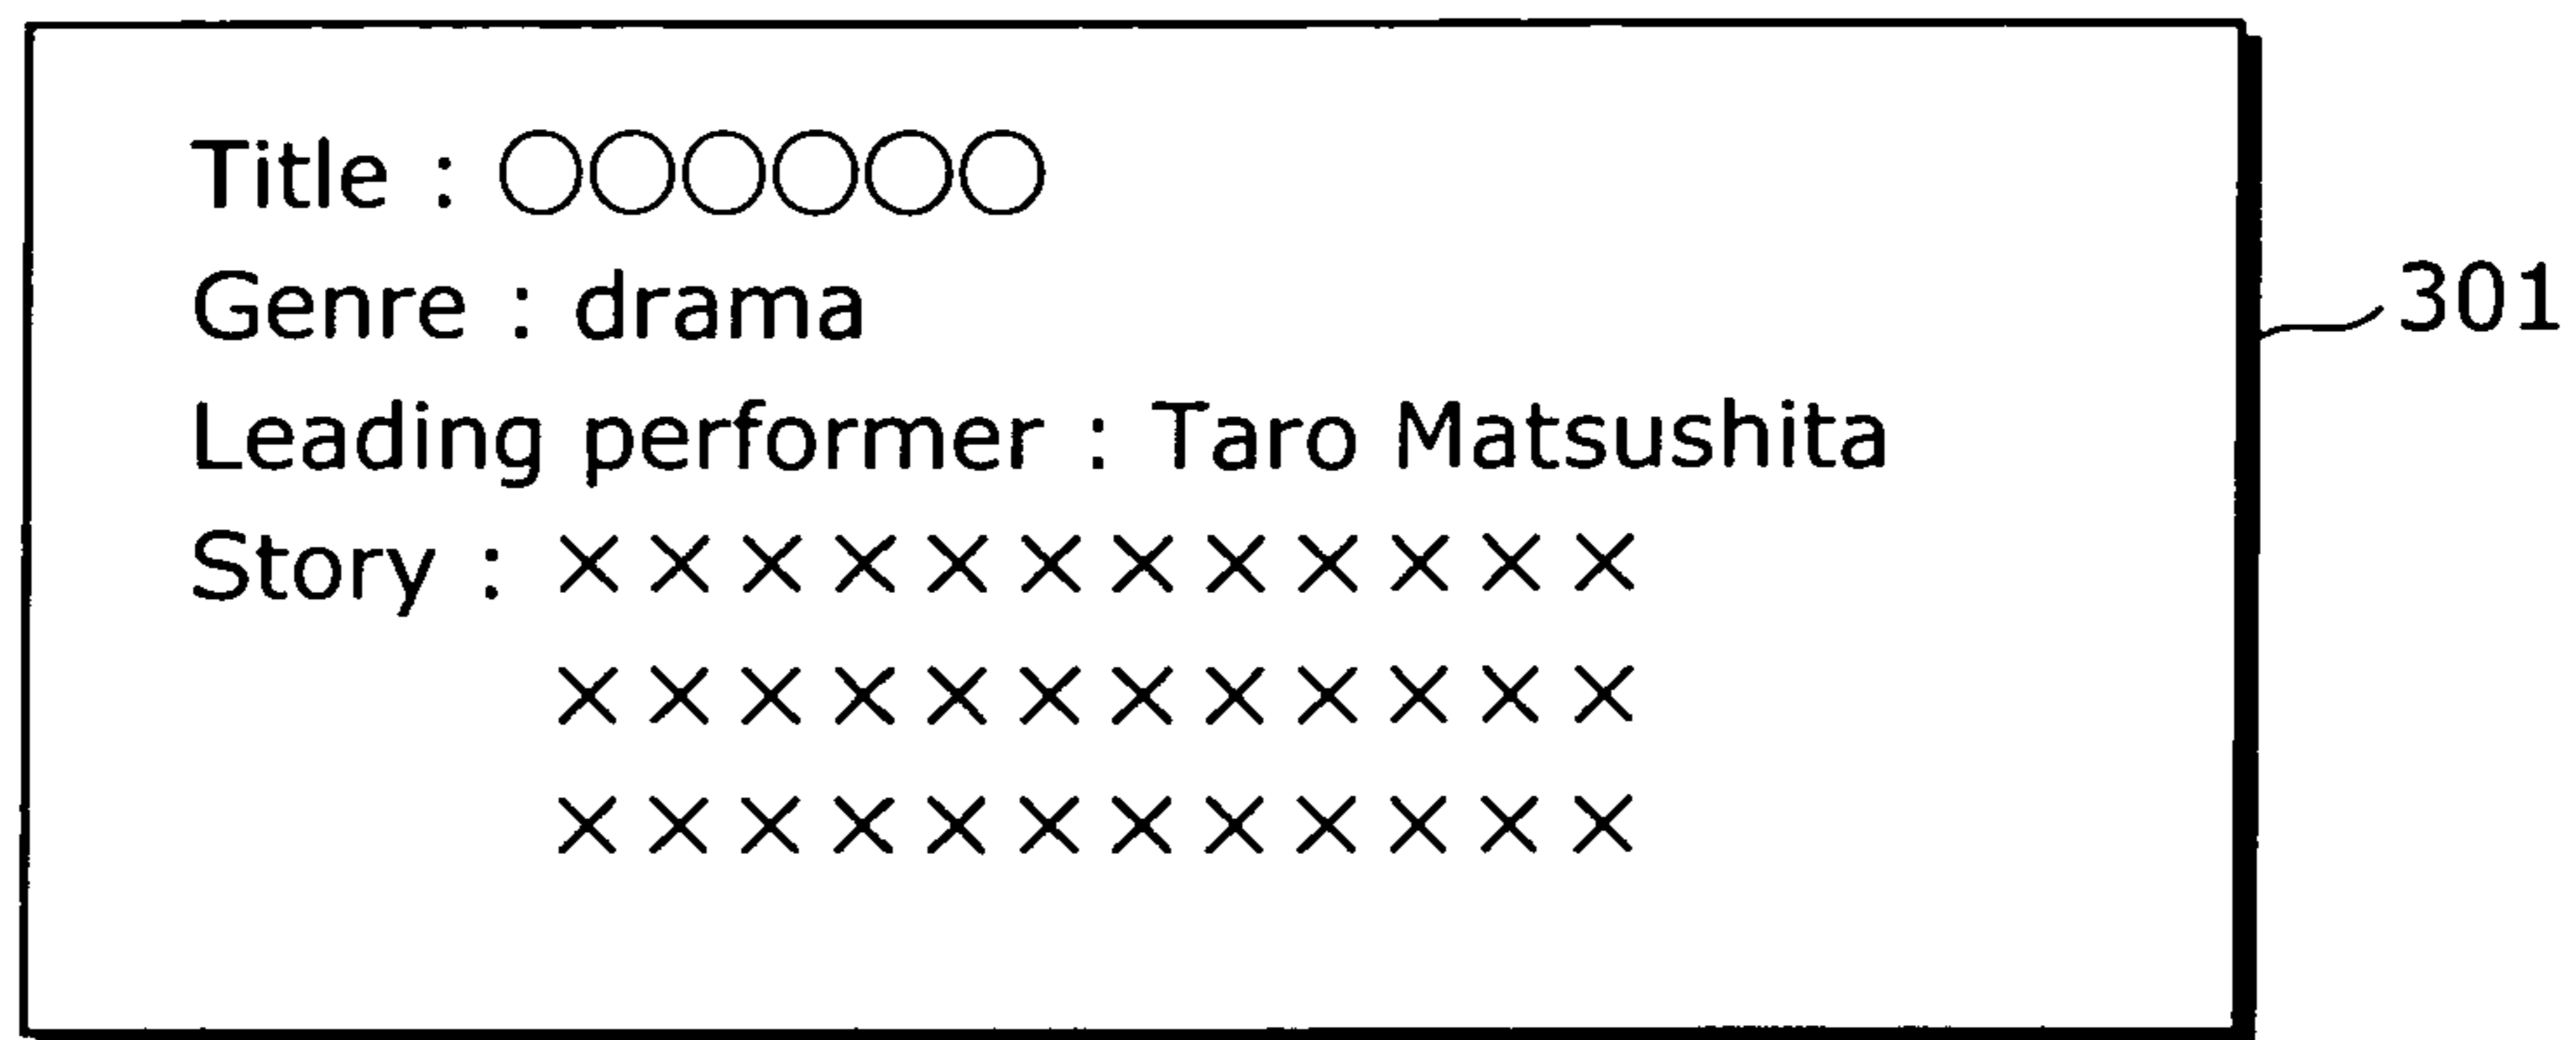 Title : ○○○○○○
Genre : drama
Leading performer : Taro Matsushita
Story : ××××××××××××
××××××××××××
××××××××××××
301